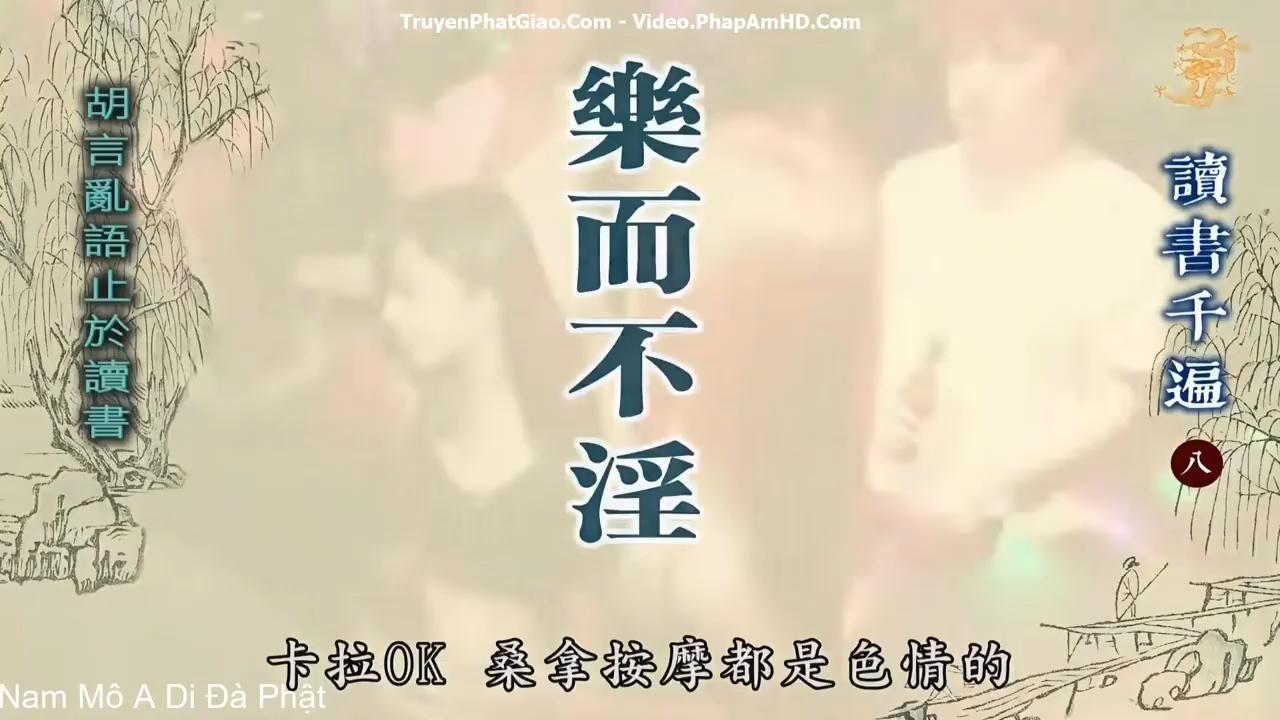 TruyenPhatGiao.Com - Video.PhapAmHD.Com
讀書千遍
八
樂而不淫
胡言亂語止於讀書
卡拉OK 桑拿按摩都是色情的
Nam Mô A Di Đà Phật